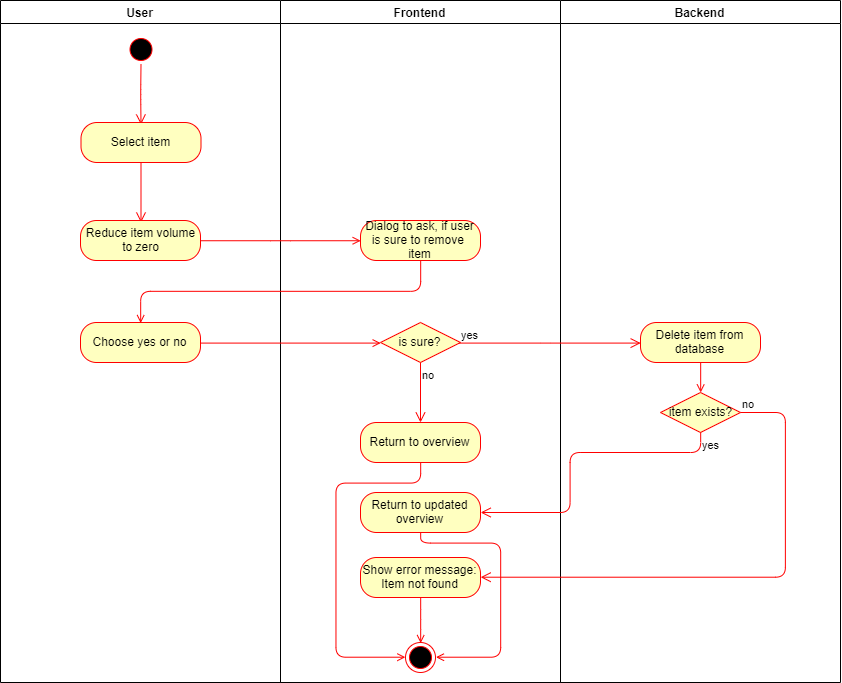 User
Frontend
Backend
Select item
Reduce item volume
to zero
Dialog to ask, if user
is sure to remove
item
Choose yes or no
is sure?
yes
no
Delete item from
database
item exists?
no
yes
Return to overview
Return to updated
overview
Show error message:
Item not found